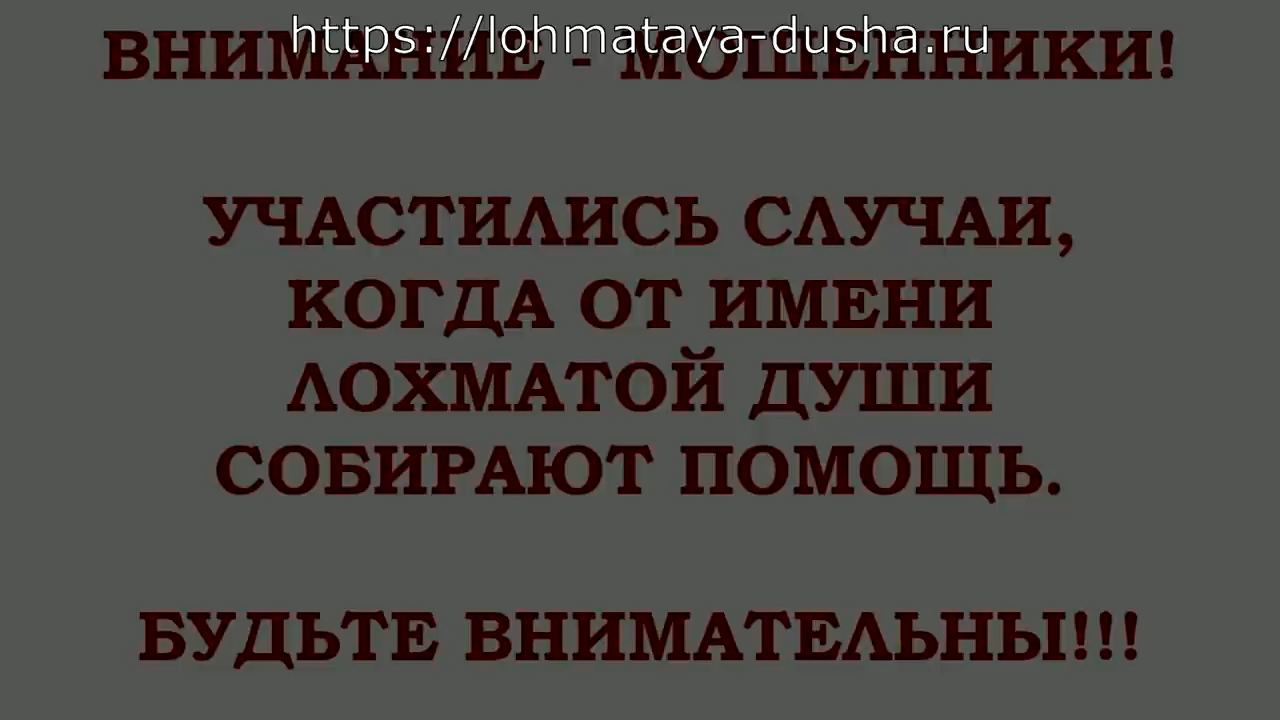 https://lohmataya-dusha.ru
ВНИМАНИЕ - МОШЕННИКИ!
УЧАСТИЛИСЬ СЛУЧАИ,
КОГДА ОТ ИМЕНИ
ЛОХМАТОЙ ДУШИ
СОБИРАЮТ ПОМОЩЬ.
БУДЬТЕ ВНИМАТЕЛЬНЫ!!!